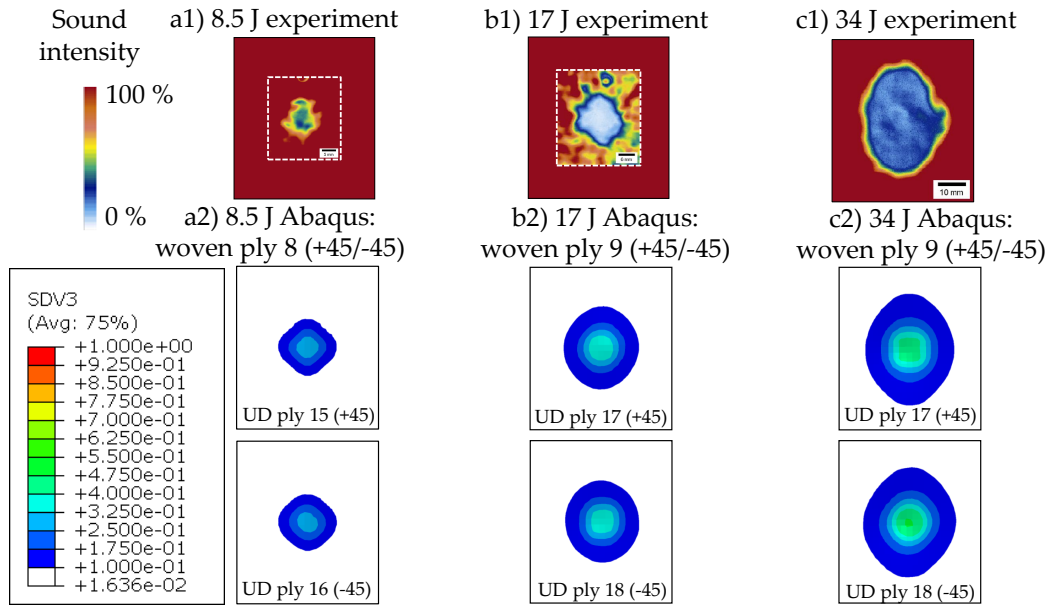 Sound
intensity
100 %
0 %
a1) 8.5 J experiment
b1) 17 J experiment
c1) 34 J experiment
10 mm
a2) 8.5 J Abaqus:
woven ply 8 (+45/-45)
b2) 17 J Abaqus:
woven ply 9 (+45/-45)
c2) 34 J Abaqus:
woven ply 9 (+45/-45)
SDV3
(Avg: 75%)
+1.000e+00
+9.250e-01
+8.500e-01
+7.750e-01
+7.000e-01
+6.250e-01
+5.500e-01
+4.750e-01
+4.000e-01
+3.250e-01
+2.500e-01
+1.750e-01
+1.000e-01
+1.636e-02
UD ply 15 (+45)
UD ply 17 (+45)
UD ply 17 (+45)
UD ply 16 (-45)
UD ply 18 (-45)
UD ply 18 (-45)